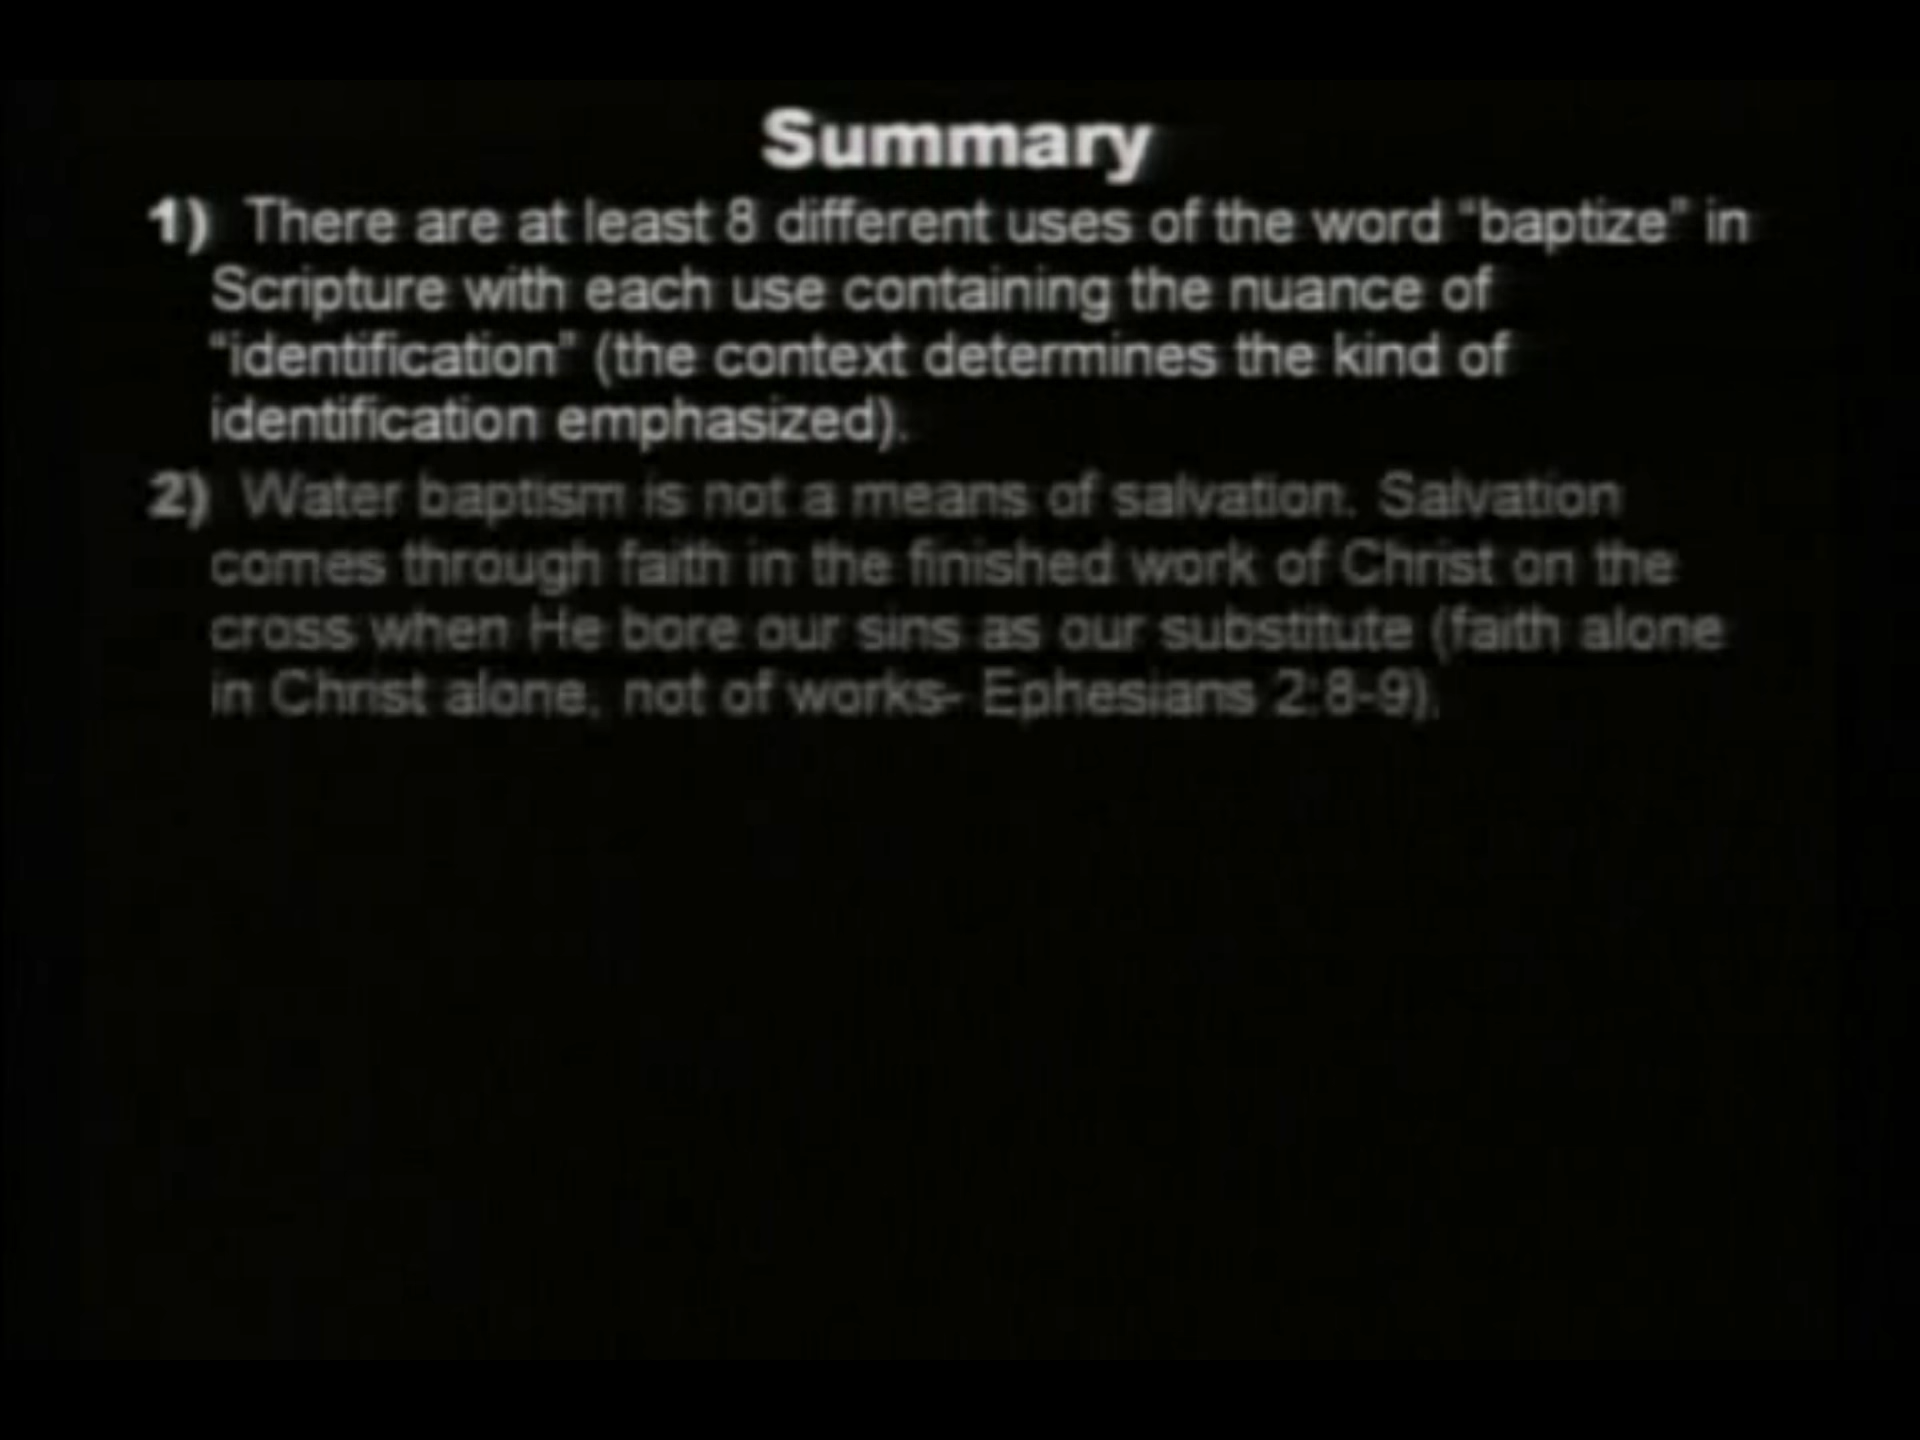 Summary
1) There are at least 8 different uses of the word "baptize" in
Scripture with each use containing the nuance of
"identification" (the context determines the kind of
identification emphasized).
2) Water baptism is not a means of salvation. Salvation
comes through faith in the finished work of Christ on the
cross when He bore our sins as our substitute (faith alone
in Christ alone, not of works- Ephesians 2:8-9).